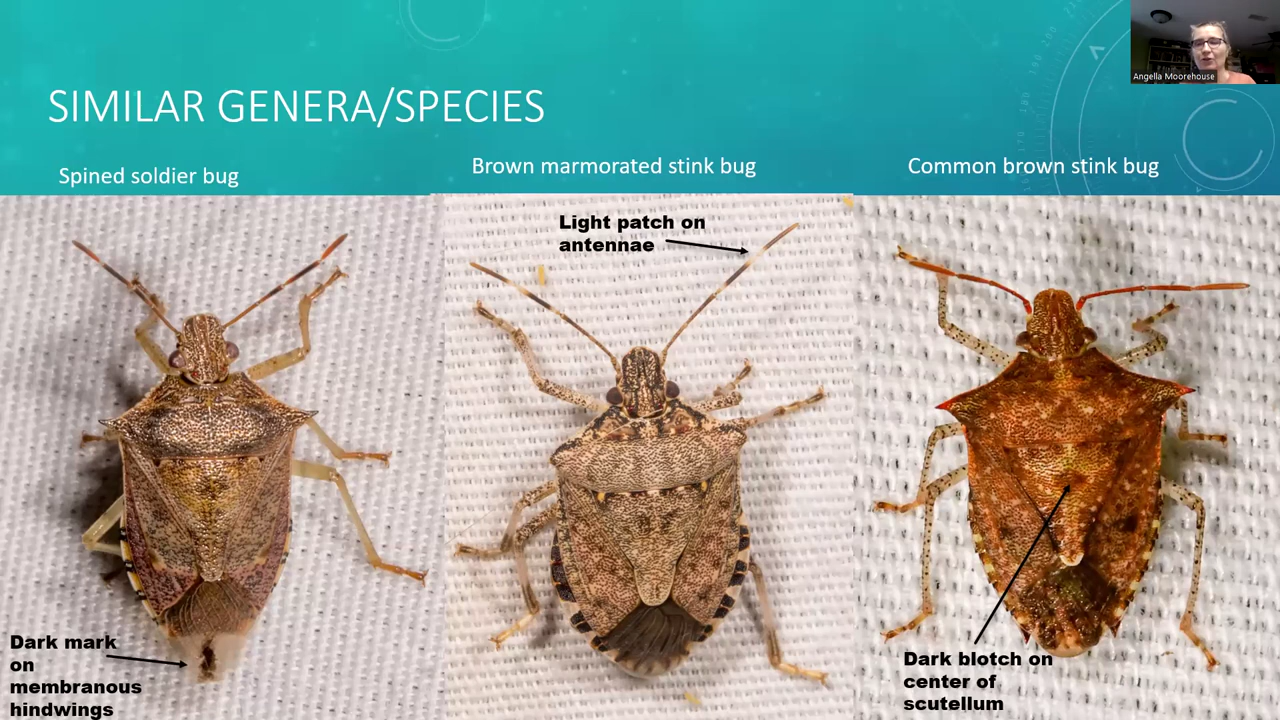 Angella Moorehouse
SIMILAR GENERA/SPECIES
Spined soldier bug
Brown marmorated stink bug
Common brown stink bug
Light patch on
antennae
Dark mark
on
membranous
hindwings
Dark blotch on
center of
scutellum